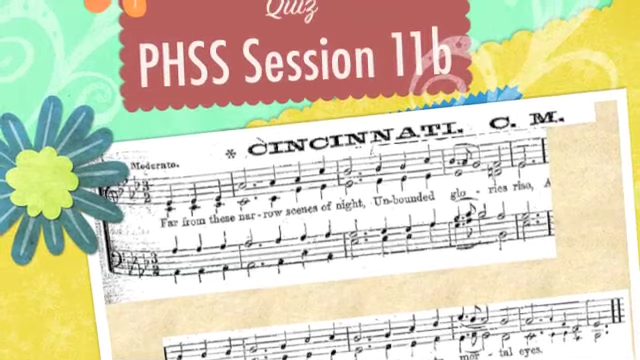 Quiz
PHSS Session 11b
* CINCINNATI. C. M.
Moderato.
Far from these nar - row scenes of night, Un-bounded glo - ries rise, A
mor - tal eyes.